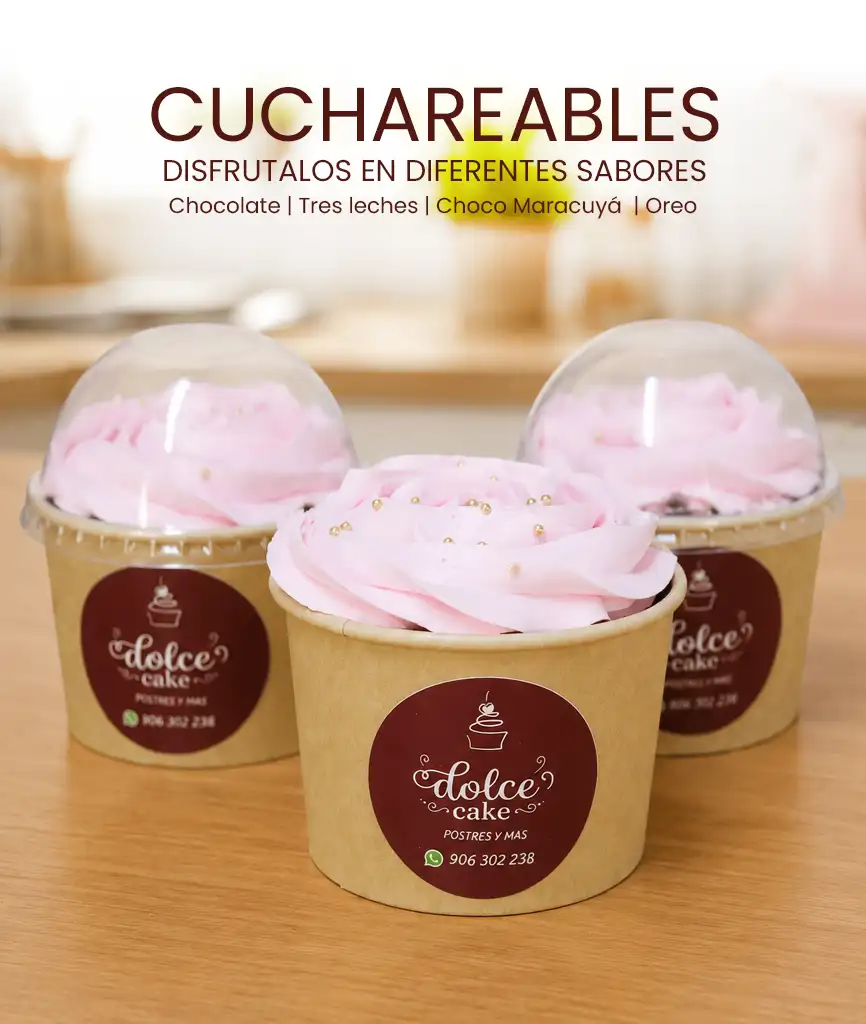 CUCHAREABLES
DISFRUTALOS EN DIFERENTES SABORES
Chocolate | Tres leches | Choco Maracuyá | Oreo
dolce
cake
POSTRES Y MAS
906 302 238
dolce
cake
POSTRES Y MAS
906 302 238
dolce
cake
POSTRES Y MAS
906 302 238